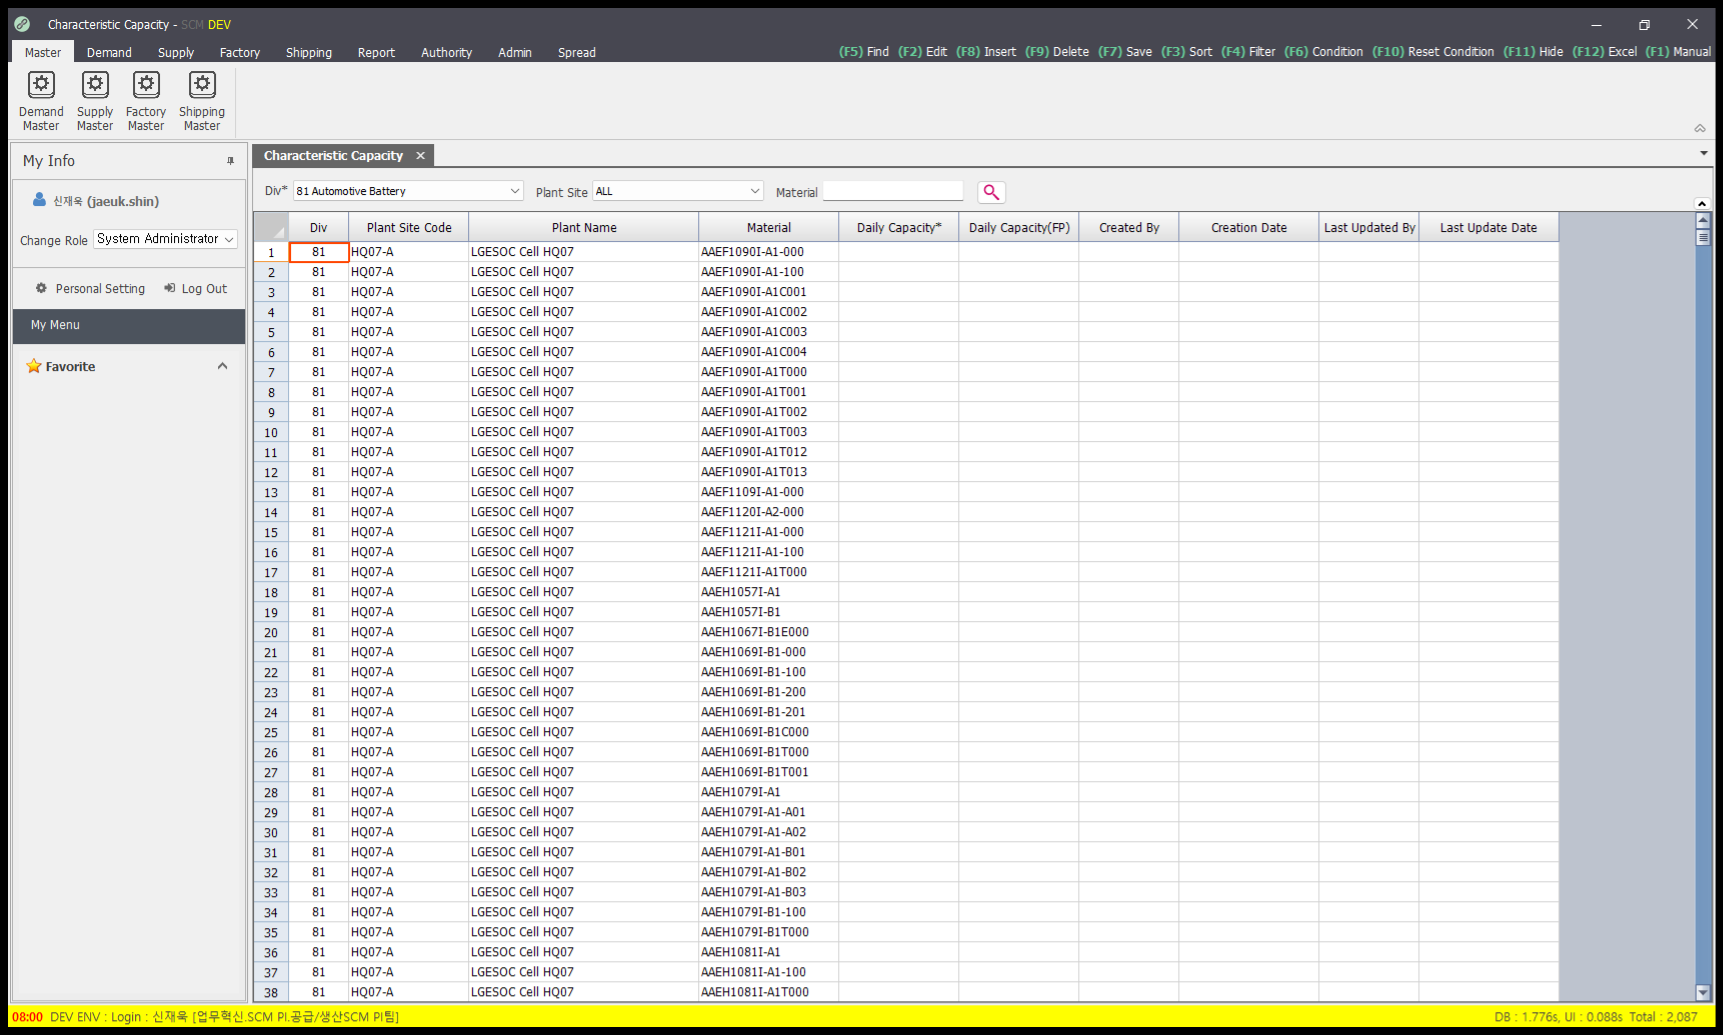 Characteristic Capacity - SCM DEV
Master Demand Supply Factory Shipping Report Authority Admin Spread (F5) Find (F2) Edit (F8) Insert (F9) Delete (F7) Save (F3) Sort (F4) Filter (F6) Condition (F10) Reset Condition (F11) Hide (F12) Excel (F1) Manual
Demand Supply Factory Shipping
Master Master Master Master
My Info
신재욱 (jaeuk.shin)
Change Role System Administrator
Personal Setting Log Out
My Menu
Favorite
Characteristic Capacity
Div* 81 Automotive Battery Plant Site ALL Material
Div Plant Site Code Plant Name Material Daily Capacity* Daily Capacity(FP) Created By Creation Date Last Updated By Last Update Date
1 81 HQ07-A LGESOC Cell HQ07 AAEF1090I-A1-000
2 81 HQ07-A LGESOC Cell HQ07 AAEF1090I-A1-100
3 81 HQ07-A LGESOC Cell HQ07 AAEF1090I-A1C001
4 81 HQ07-A LGESOC Cell HQ07 AAEF1090I-A1C002
5 81 HQ07-A LGESOC Cell HQ07 AAEF1090I-A1C003
6 81 HQ07-A LGESOC Cell HQ07 AAEF1090I-A1C004
7 81 HQ07-A LGESOC Cell HQ07 AAEF1090I-A1T000
8 81 HQ07-A LGESOC Cell HQ07 AAEF1090I-A1T001
9 81 HQ07-A LGESOC Cell HQ07 AAEF1090I-A1T002
10 81 HQ07-A LGESOC Cell HQ07 AAEF1090I-A1T003
11 81 HQ07-A LGESOC Cell HQ07 AAEF1090I-A1T012
12 81 HQ07-A LGESOC Cell HQ07 AAEF1090I-A1T013
13 81 HQ07-A LGESOC Cell HQ07 AAEF1109I-A1-000
14 81 HQ07-A LGESOC Cell HQ07 AAEF1120I-A2-000
15 81 HQ07-A LGESOC Cell HQ07 AAEF1121I-A1-000
16 81 HQ07-A LGESOC Cell HQ07 AAEF1121I-A1-100
17 81 HQ07-A LGESOC Cell HQ07 AAEF1121I-A1T000
18 81 HQ07-A LGESOC Cell HQ07 AAEH1057I-A1
19 81 HQ07-A LGESOC Cell HQ07 AAEH1057I-B1
20 81 HQ07-A LGESOC Cell HQ07 AAEH1067I-B1E000
21 81 HQ07-A LGESOC Cell HQ07 AAEH1069I-B1-000
22 81 HQ07-A LGESOC Cell HQ07 AAEH1069I-B1-100
23 81 HQ07-A LGESOC Cell HQ07 AAEH1069I-B1-200
24 81 HQ07-A LGESOC Cell HQ07 AAEH1069I-B1-201
25 81 HQ07-A LGESOC Cell HQ07 AAEH1069I-B1C000
26 81 HQ07-A LGESOC Cell HQ07 AAEH1069I-B1T000
27 81 HQ07-A LGESOC Cell HQ07 AAEH1069I-B1T001
28 81 HQ07-A LGESOC Cell HQ07 AAEH1079I-A1
29 81 HQ07-A LGESOC Cell HQ07 AAEH1079I-A1-A01
30 81 HQ07-A LGESOC Cell HQ07 AAEH1079I-A1-A02
31 81 HQ07-A LGESOC Cell HQ07 AAEH1079I-A1-B01
32 81 HQ07-A LGESOC Cell HQ07 AAEH1079I-A1-B02
33 81 HQ07-A LGESOC Cell HQ07 AAEH1079I-A1-B03
34 81 HQ07-A LGESOC Cell HQ07 AAEH1079I-B1-100
35 81 HQ07-A LGESOC Cell HQ07 AAEH1079I-B1T000
36 81 HQ07-A LGESOC Cell HQ07 AAEH1081I-A1
37 81 HQ07-A LGESOC Cell HQ07 AAEH1081I-A1-100
38 81 HQ07-A LGESOC Cell HQ07 AAEH1081I-A1T000
08:00 DEV ENV : Login : 신재욱 [업무혁신.SCM PI.공급/생산SCM PI팀] DB : 1.776s, UI : 0.088s Total : 2,087